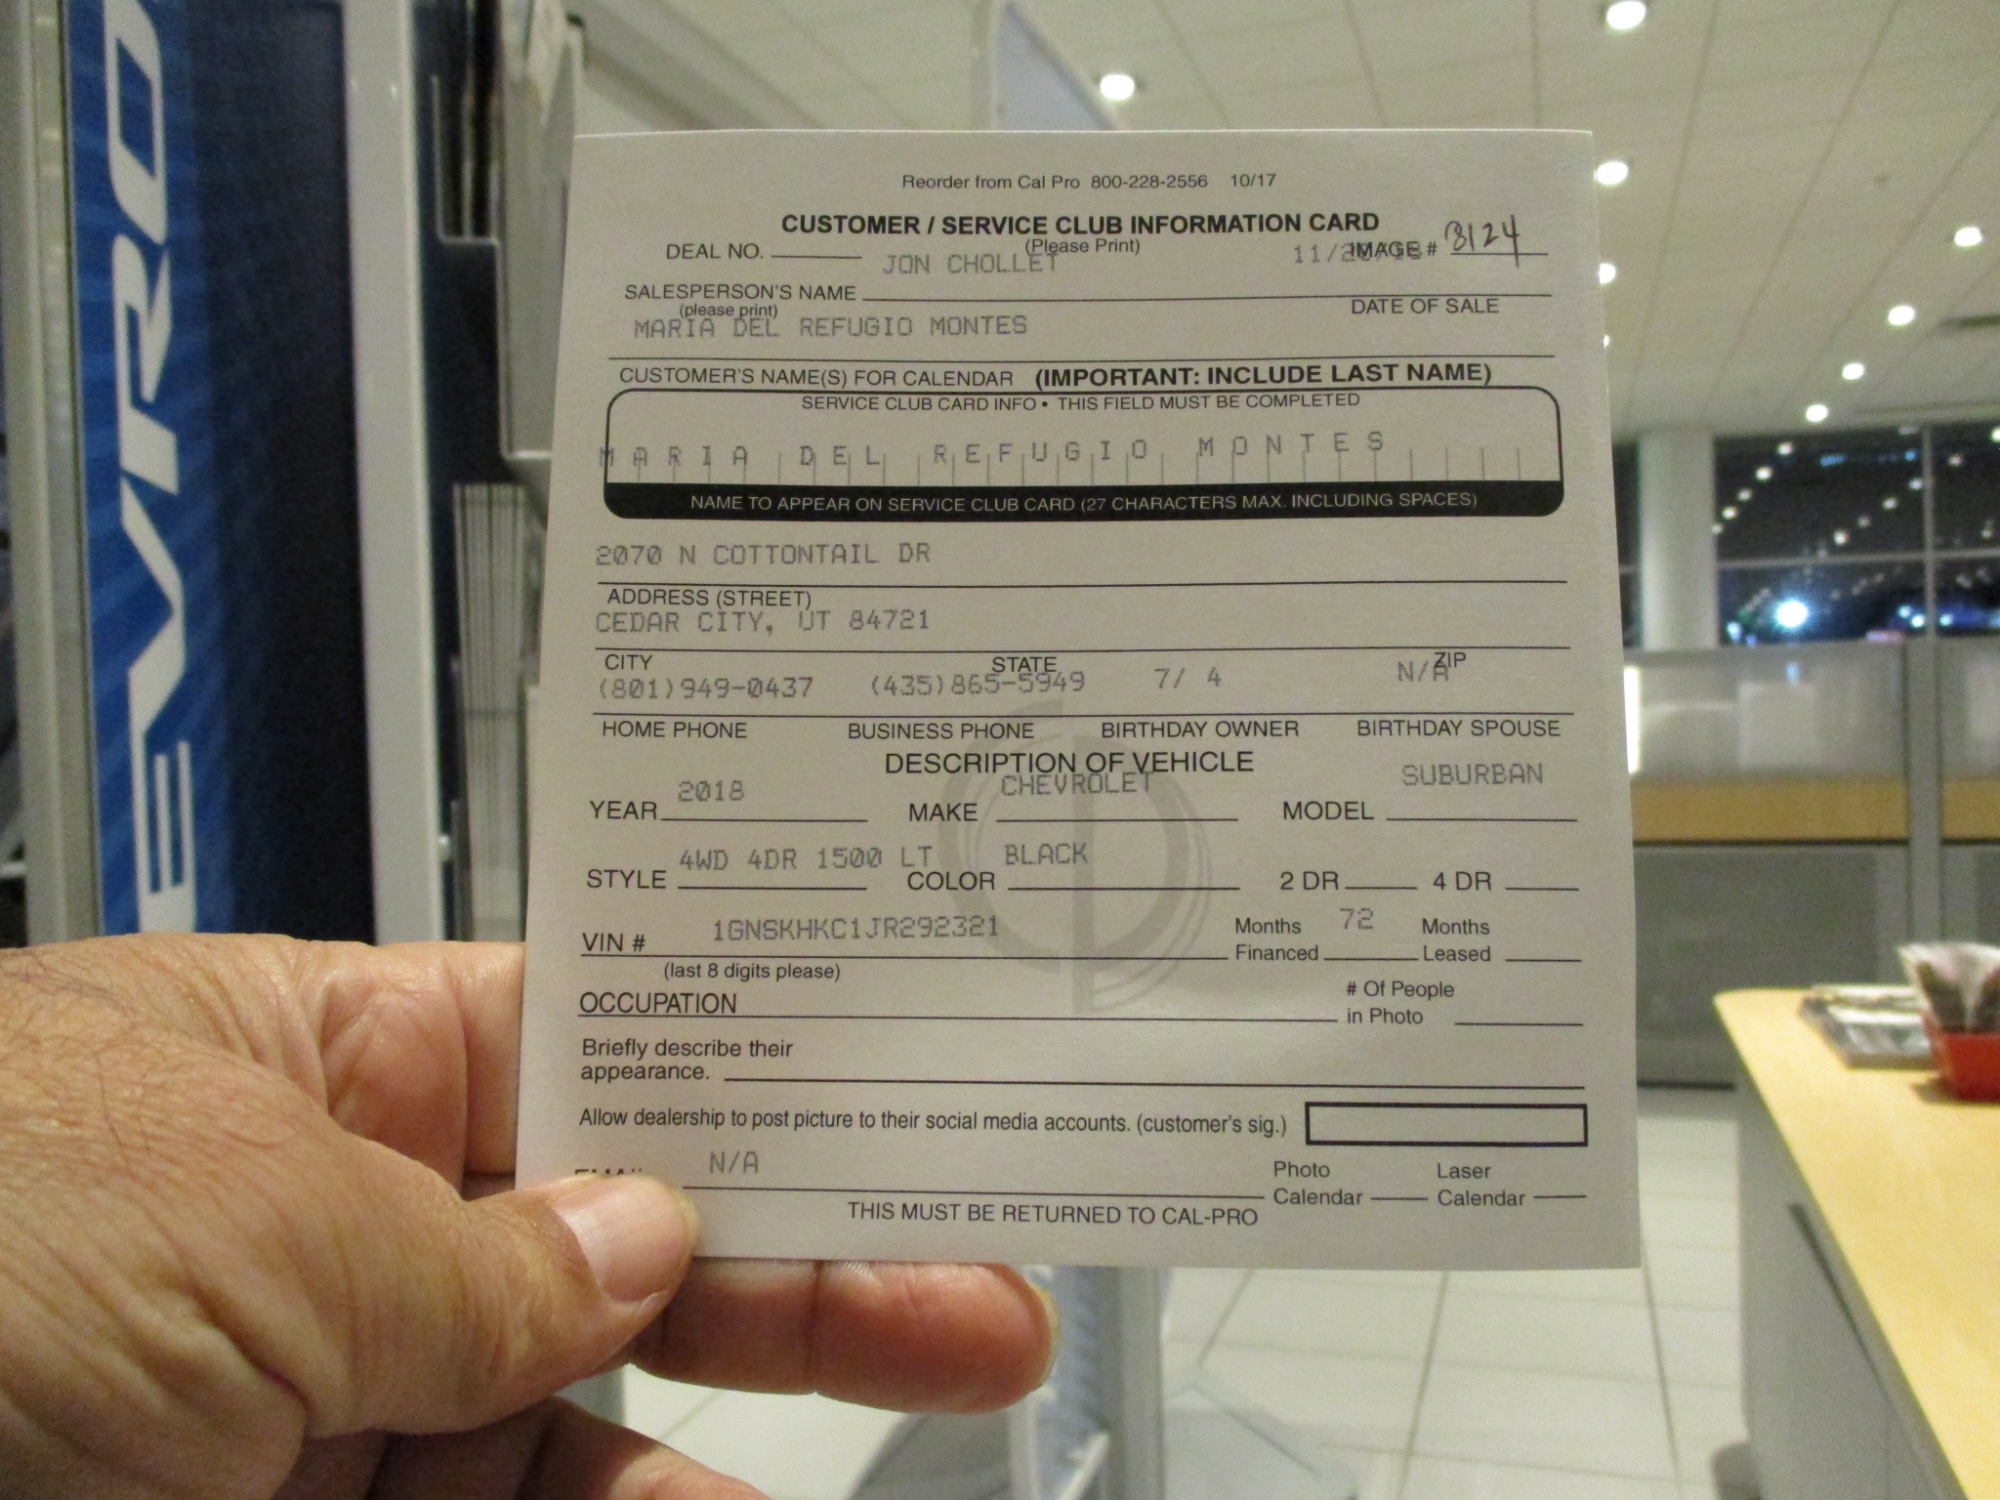 EVRO
Reorder from Cal Pro 800-228-2556 10/17
CUSTOMER / SERVICE CLUB INFORMATION CARD
(Please Print)
DEAL NO. IMAGE # 3124
JON CHOLLET 11/
SALESPERSON'S NAME
(please print) DATE OF SALE
MARIA DEL REFUGIO MONTES
CUSTOMER'S NAME(S) FOR CALENDAR (IMPORTANT: INCLUDE LAST NAME)
SERVICE CLUB CARD INFO • THIS FIELD MUST BE COMPLETED
MARIA DEL REFUGIO MONTES
NAME TO APPEAR ON SERVICE CLUB CARD (27 CHARACTERS MAX. INCLUDING SPACES)
2070 N COTTONTAIL DR
ADDRESS (STREET)
CEDAR CITY, UT 84721
CITY STATE ZIP
(801)949-0437 (435)865-5949 7/ 4 N/A
HOME PHONE BUSINESS PHONE BIRTHDAY OWNER BIRTHDAY SPOUSE
DESCRIPTION OF VEHICLE
YEAR 2018 MAKE CHEVROLET MODEL SUBURBAN
STYLE 4WD 4DR 1500 LT COLOR BLACK 2 DR 4 DR
VIN # 1GNSKHKC1JR292321 Months Financed 72 Months Leased
(last 8 digits please)
OCCUPATION # Of People in Photo
Briefly describe their
appearance.
Allow dealership to post picture to their social media accounts. (customer's sig.)
N/A Photo Calendar Laser Calendar
THIS MUST BE RETURNED TO CAL-PRO